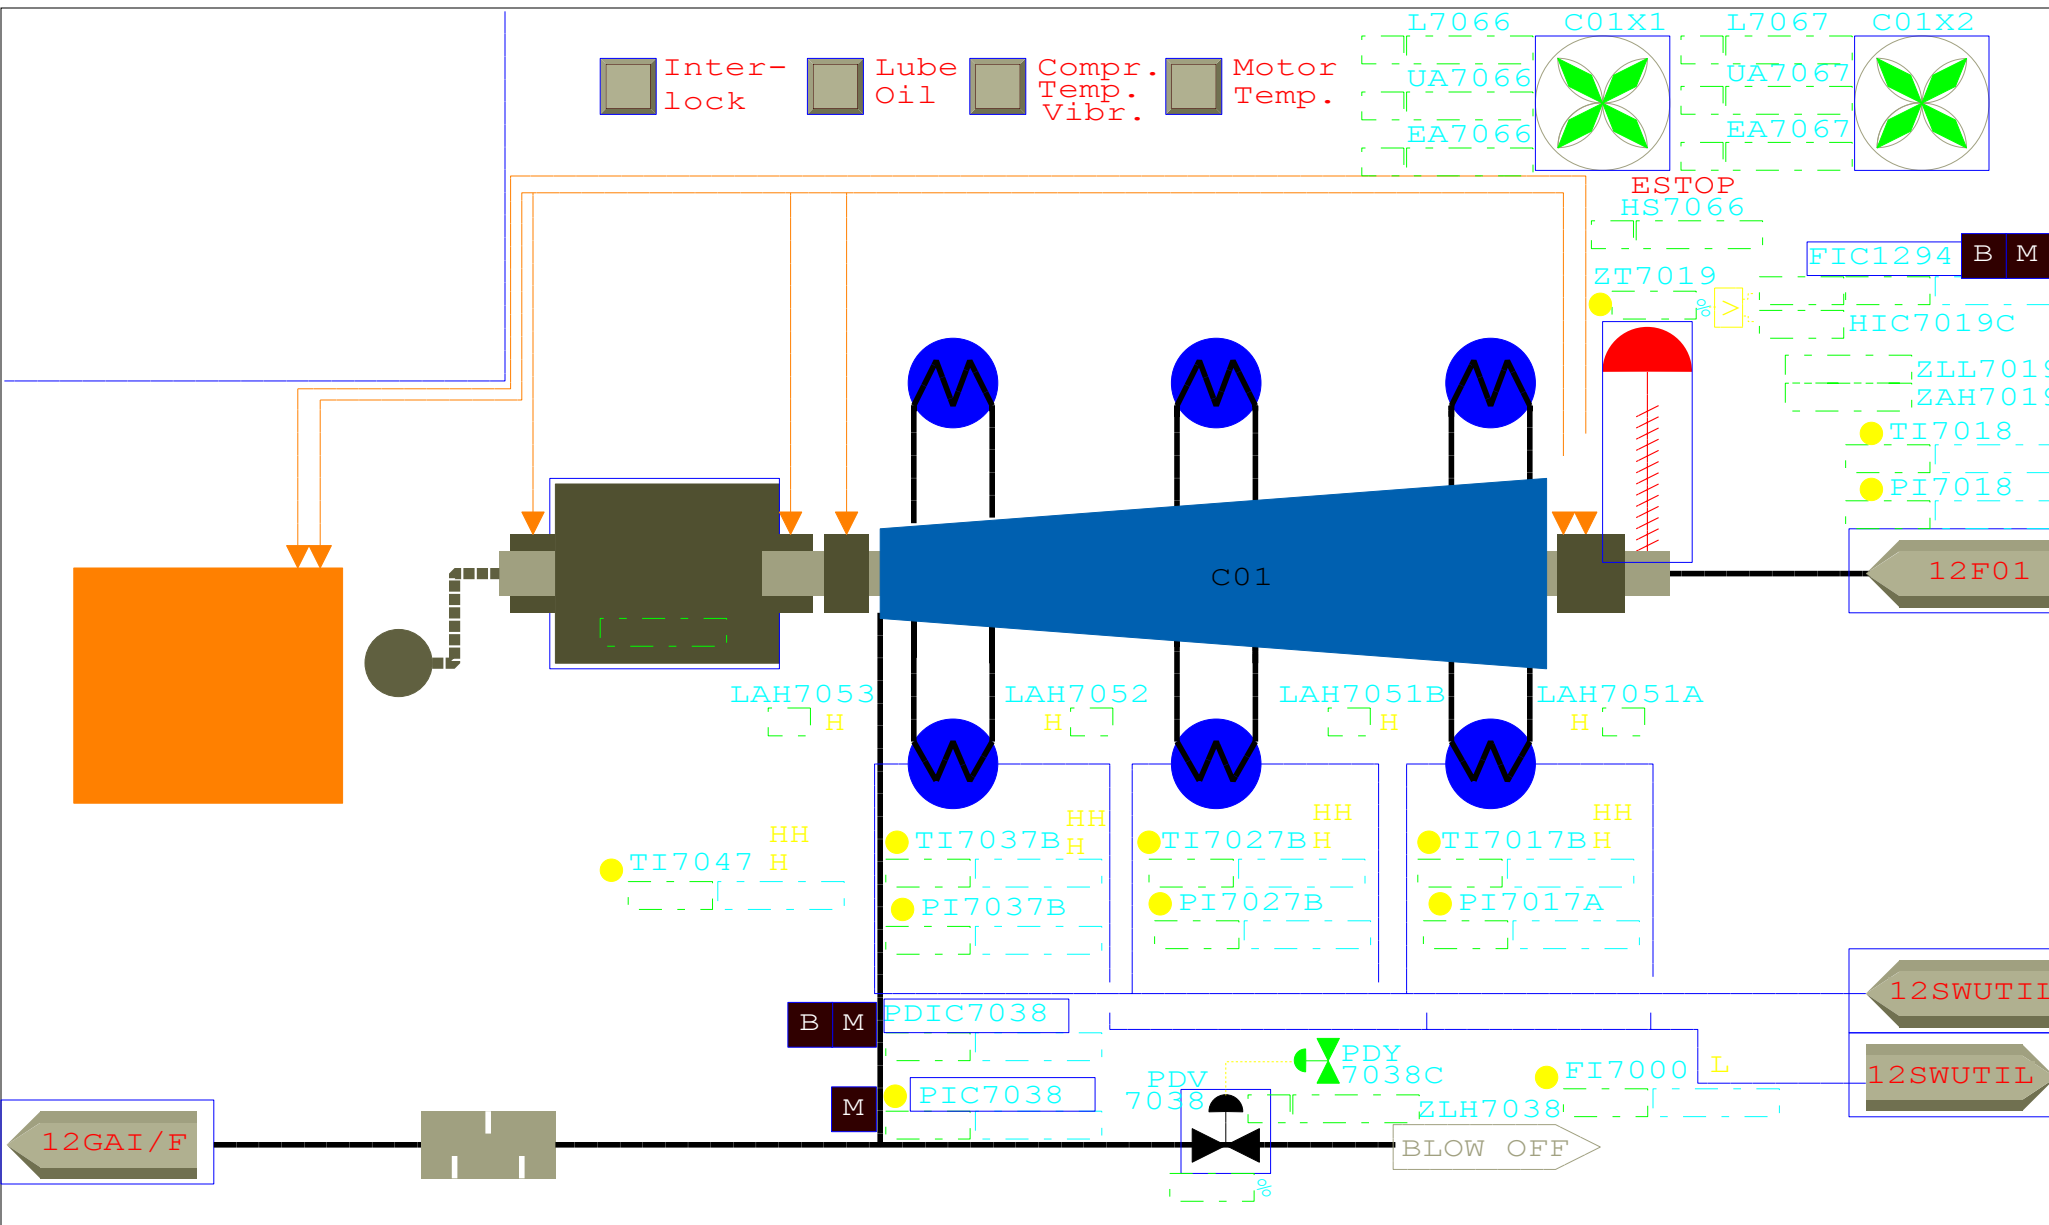 L7066
C01X1
L7067
C01X2
Inter-
lock
Lube
Oil
Compr.
Temp.
Vibr.
Motor
Temp.
UA7066
UA7067
EA7066
EA7067
ESTOP
HS7066
FIC1294
B
M
ZT7019
%
>
HIC7019C
ZLL7019
ZAH7019
TI7018
PI7018
C01
12F01
LAH7053
H
LAH7052
H
LAH7051B
H
LAH7051A
H
TI7047
HH
H
TI7037B
HH
H
PI7037B
TI7027B
HH
H
PI7027B
TI7017B
HH
H
PI7017A
12SWUTIL
B
M
PDIC7038
PDY
7038C
FI7000
L
12SWUTIL
M
PIC7038
PDV
7038
ZLH7038
12GAI/F
BLOW OFF
%